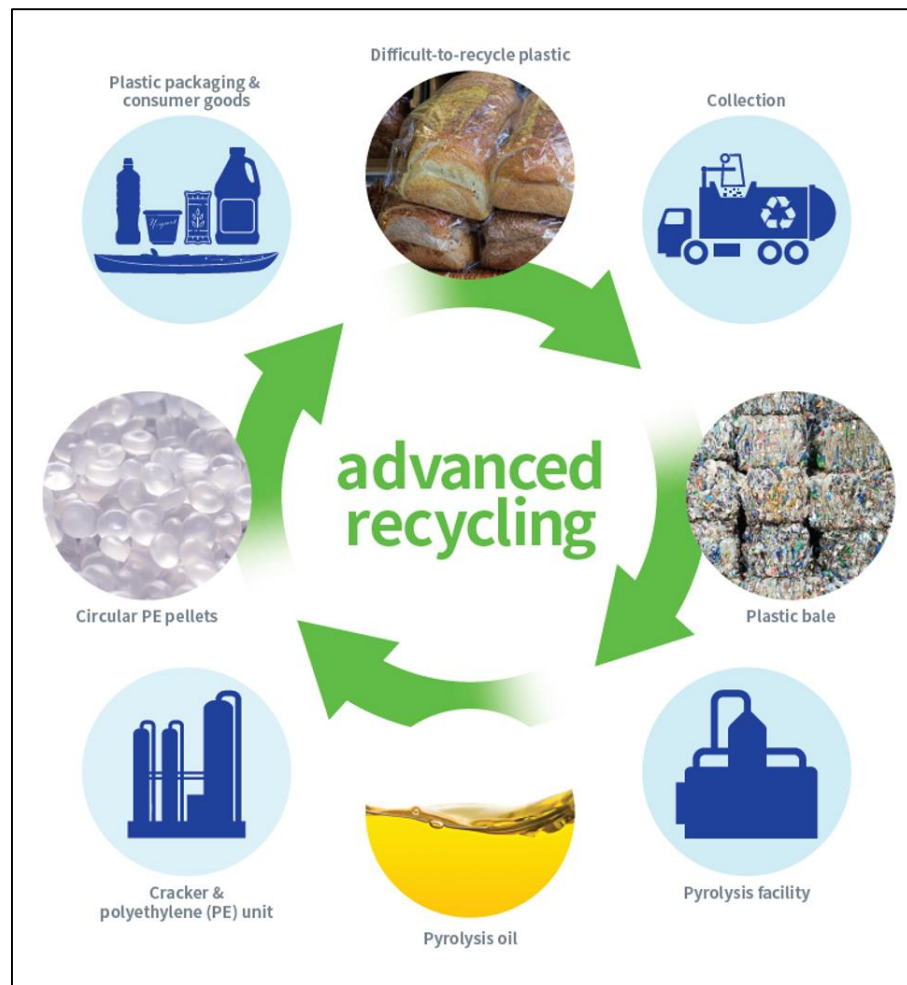 Difficult-to-recycle plastic
Plastic packaging &
consumer goods
Collection
Yogurt
advanced
recycling
Circular PE pellets
Plastic bale
Cracker &
polyethylene (PE) unit
Pyrolysis facility
Pyrolysis oil